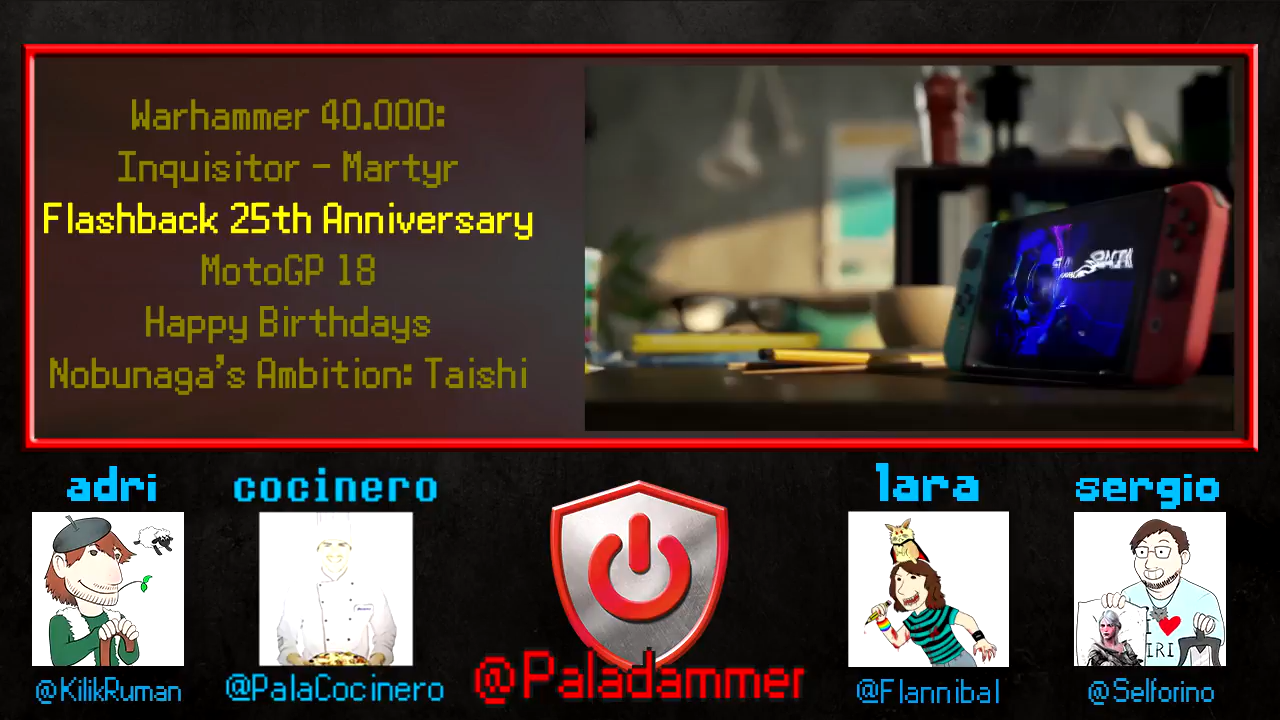 Warhammer 40.000:
Inquisitor - Martyr
Flashback 25th Anniversary
MotoGP 18
Happy Birthdays
Nobunaga's Ambition: Taishi
adri
cocinero
lara
sergio
I ♥
IRI
@KilikRuman
@PalaCocinero
@Paladammer
@Flannibal
@Selforino